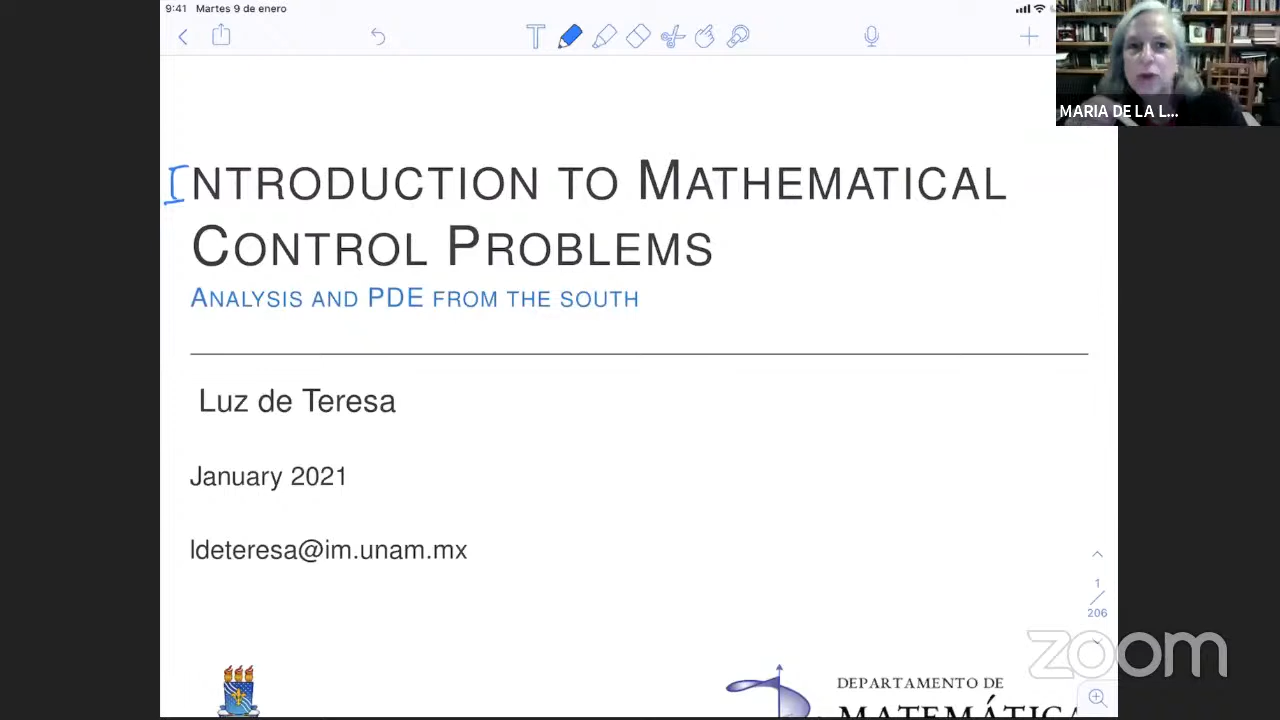 9:41 Martes 9 de enero
MARIA DE LA L...
INTRODUCTION TO MATHEMATICAL
CONTROL PROBLEMS
ANALYSIS AND PDE FROM THE SOUTH
Luz de Teresa
January 2021
ldeteresa@im.unam.mx
1
206
zoom
DEPARTAMENTO DE
MATEMÁTICA